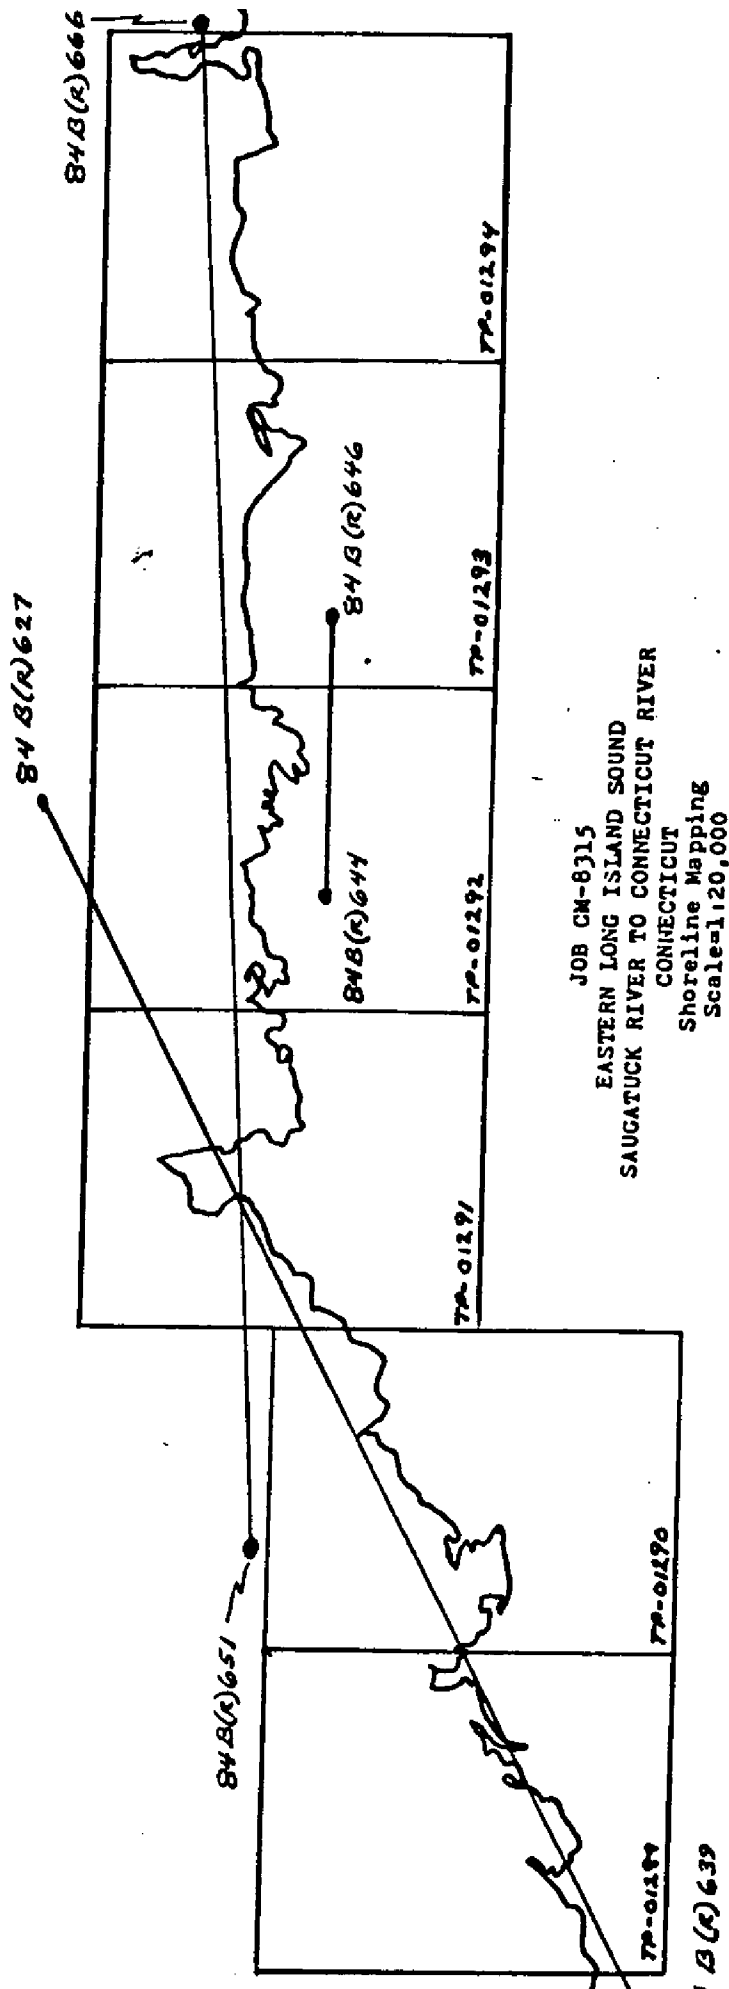 84B(R)666
84B(R)627
84B(R)646
84B(R)644
84B(R)651
B(R)639
TP-01294
TP-01293
TP-01292
TP-01291
TP-01290
TP-01289
JOB CM-8315
EASTERN LONG ISLAND SOUND
SAUGATUCK RIVER TO CONNECTICUT RIVER
CONNECTICUT
Shoreline Mapping
Scale=1:20,000